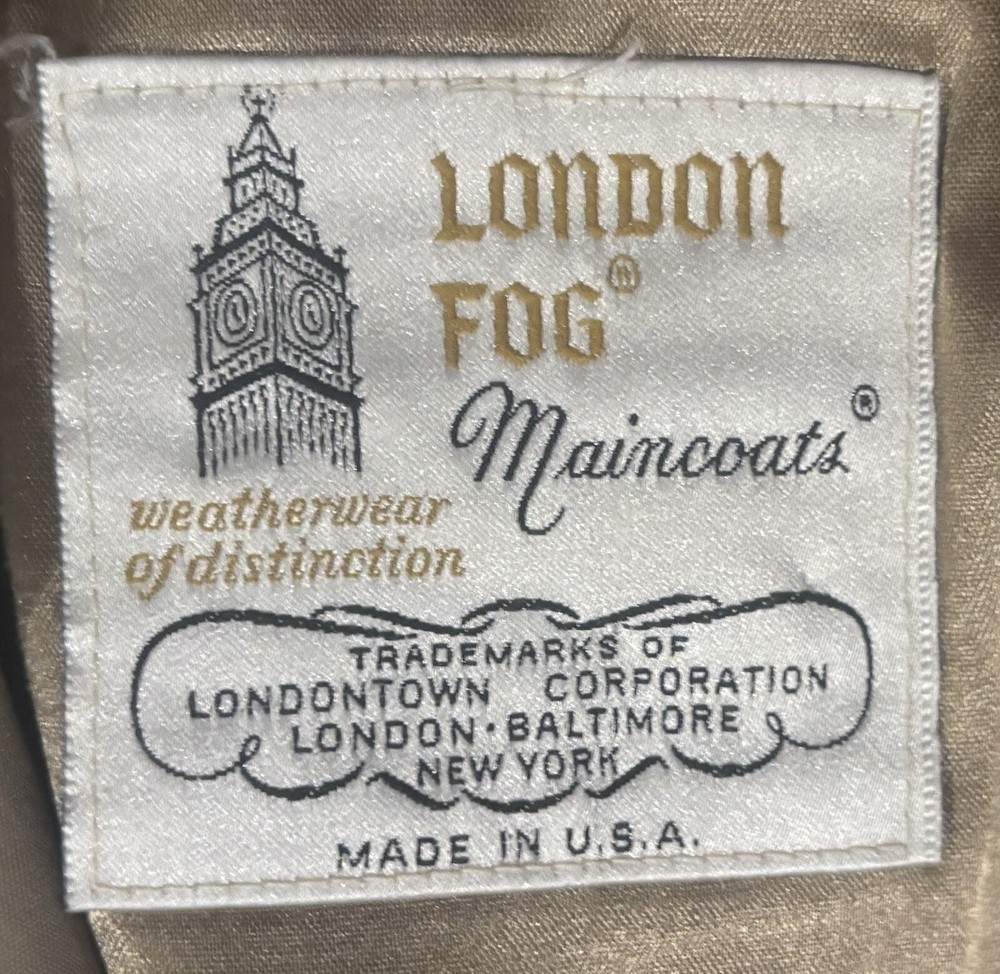 LONDON
FOG®
Maincoats®
weatherwear
of distinction
TRADEMARKS OF
LONDONTOWN CORPORATION
LONDON·BALTIMORE
NEW YORK
MADE IN U.S.A.